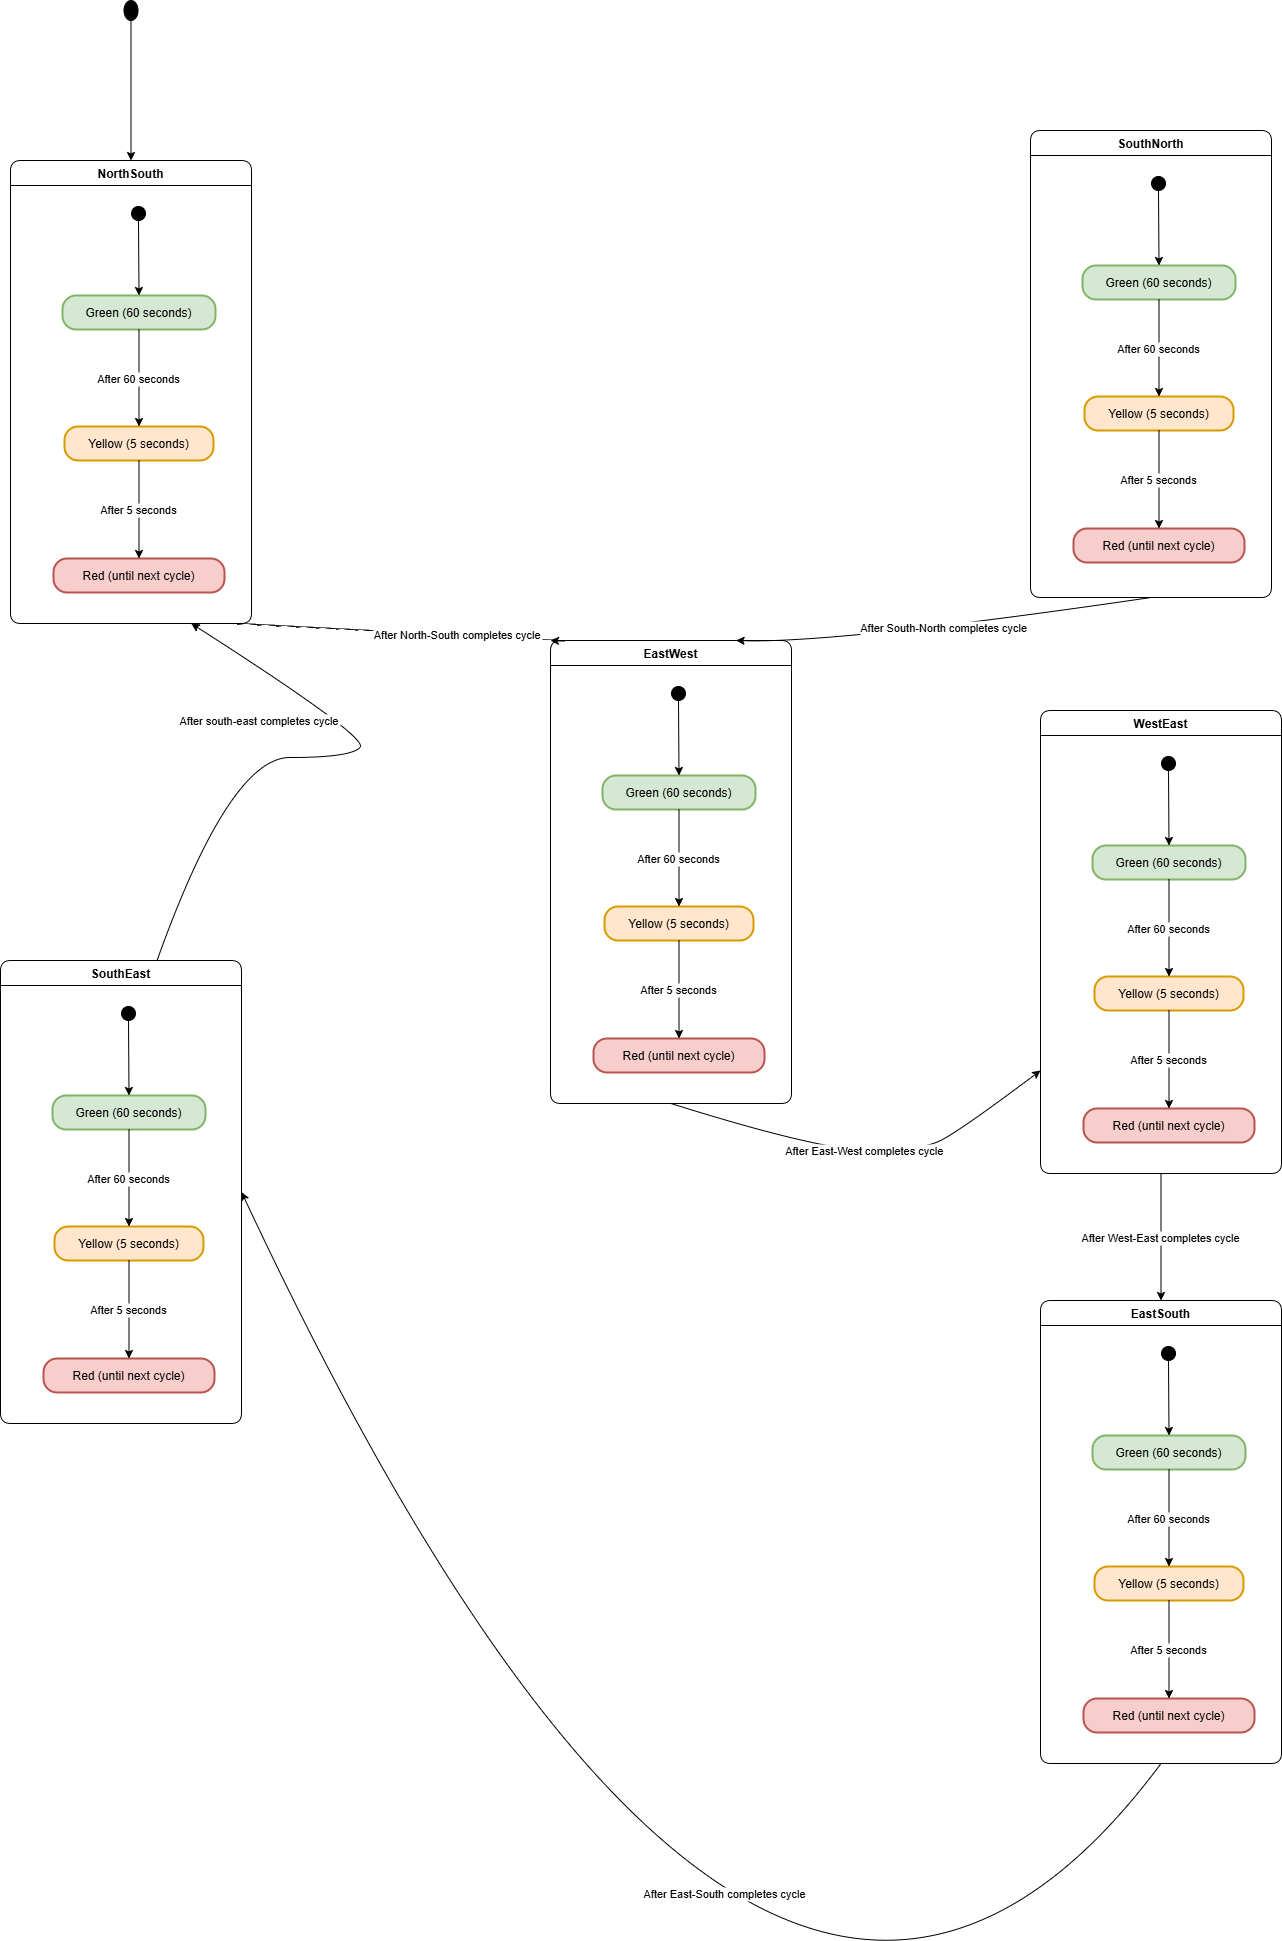 NorthSouth
Green (60 seconds)
After 60 seconds
Yellow (5 seconds)
After 5 seconds
Red (until next cycle)
SouthNorth
Green (60 seconds)
After 60 seconds
Yellow (5 seconds)
After 5 seconds
Red (until next cycle)
After North-South completes cycle
After South-North completes cycle
EastWest
Green (60 seconds)
After 60 seconds
Yellow (5 seconds)
After 5 seconds
Red (until next cycle)
After East-West completes cycle
WestEast
Green (60 seconds)
After 60 seconds
Yellow (5 seconds)
After 5 seconds
Red (until next cycle)
After West-East completes cycle
After south-east completes cycle
SouthEast
Green (60 seconds)
After 60 seconds
Yellow (5 seconds)
After 5 seconds
Red (until next cycle)
EastSouth
Green (60 seconds)
After 60 seconds
Yellow (5 seconds)
After 5 seconds
Red (until next cycle)
After East-South completes cycle